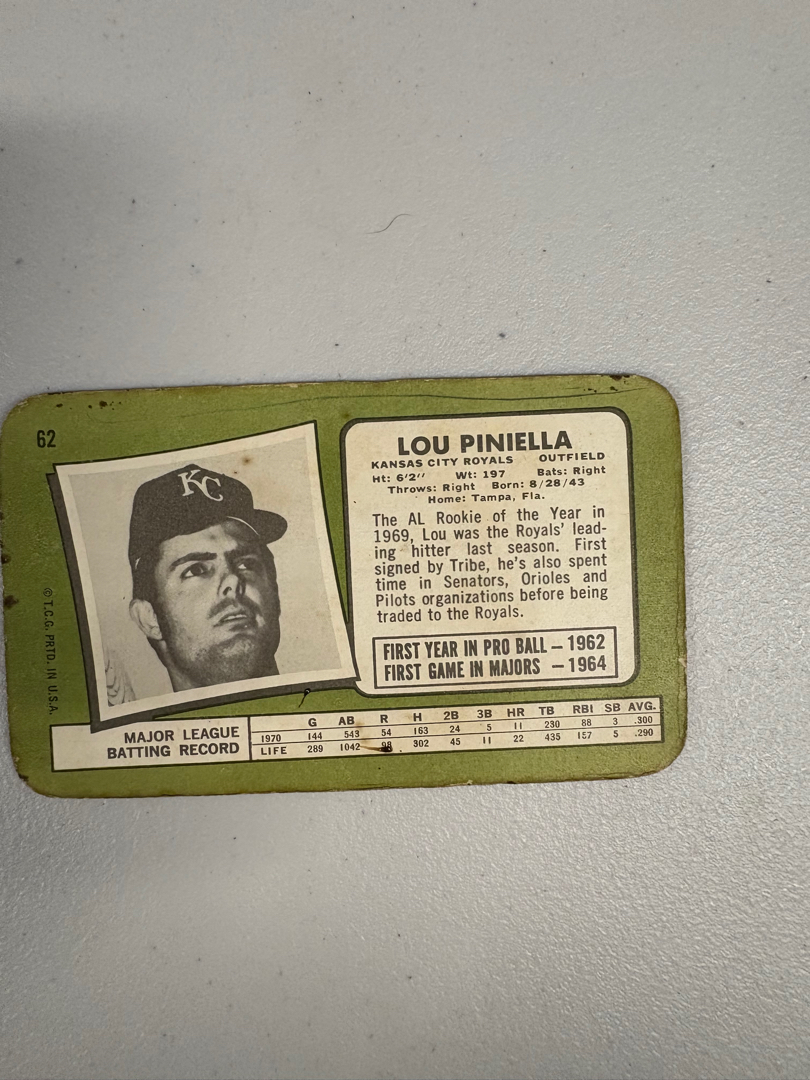 62
KC
LOU PINIELLA
KANSAS CITY ROYALS OUTFIELD
Ht: 6'2" Wt: 197 Bats: Right
Throws: Right Born: 8/28/43
Home: Tampa, Fla.
The AL Rookie of the Year in
1969, Lou was the Royals' lead-
ing hitter last season. First
signed by Tribe, he's also spent
time in Senators, Orioles and
Pilots organizations before being
traded to the Royals.
FIRST YEAR IN PRO BALL – 1962
FIRST GAME IN MAJORS – 1964
© T.C.G. PRTD. IN U.S.A.
MAJOR LEAGUE
BATTING RECORD
G AB R H 2B 3B HR TB RBI SB AVG.
1970 144 543 54 163 24 5 11 230 88 3 .300
LIFE 289 1042 98 302 45 11 22 435 157 5 .290